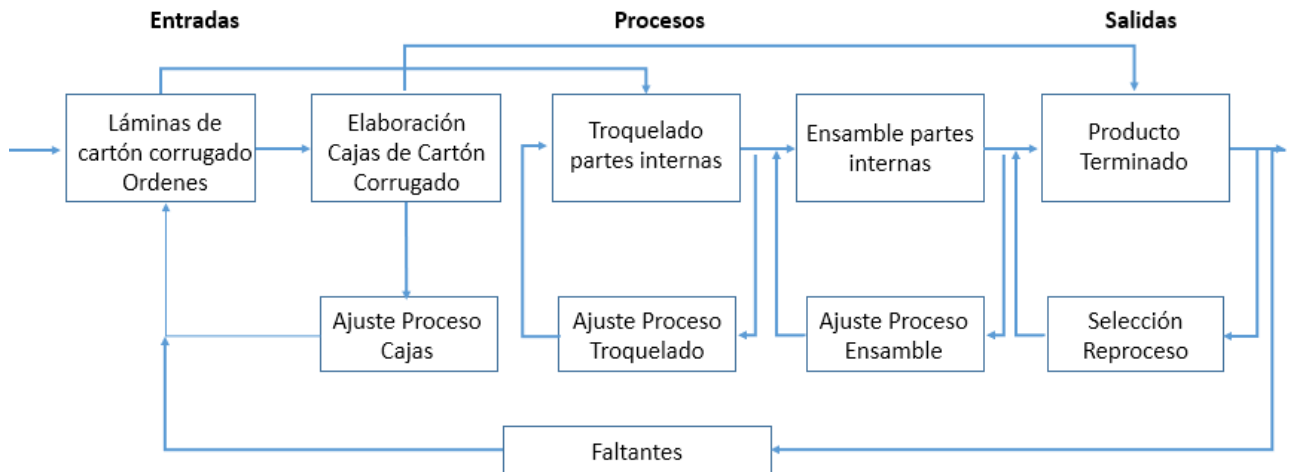 Entradas
Procesos
Salidas
Láminas de
cartón corrugado
Ordenes
Elaboración
Cajas de Cartón
Corrugado
Troquelado
partes internas
Ensamble partes
internas
Producto
Terminado
Ajuste Proceso
Cajas
Ajuste Proceso
Troquelado
Ajuste Proceso
Ensamble
Selección
Reproceso
Faltantes